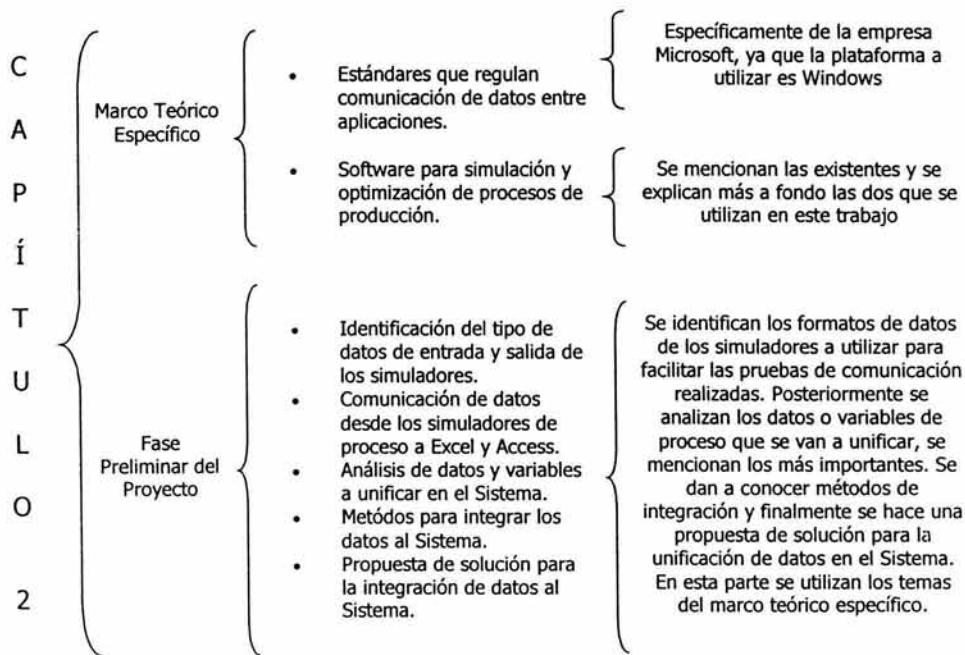 CAPÍTULO 2
Marco Teórico
Específico
• Estándares que regulan
comunicación de datos entre
aplicaciones.
Específicamente de la empresa
Microsoft, ya que la plataforma a
utilizar es Windows
• Software para simulación y
optimización de procesos de
producción.
Se mencionan las existentes y se
explican más a fondo las dos que se
utilizan en este trabajo
Fase
Preliminar del
Proyecto
• Identificación del tipo de
datos de entrada y salida de
los simuladores.
• Comunicación de datos
desde los simuladores de
proceso a Excel y Access.
• Análisis de datos y variables
a unificar en el Sistema.
• Metódos para integrar los
datos al Sistema.
• Propuesta de solución para
la integración de datos al
Sistema.
Se identifican los formatos de datos
de los simuladores a utilizar para
facilitar las pruebas de comunicación
realizadas. Posteriormente se
analizan los datos o variables de
proceso que se van a unificar, se
mencionan los más importantes. Se
dan a conocer métodos de
integración y finalmente se hace una
propuesta de solución para la
unificación de datos en el Sistema.
En esta parte se utilizan los temas
del marco teórico específico.